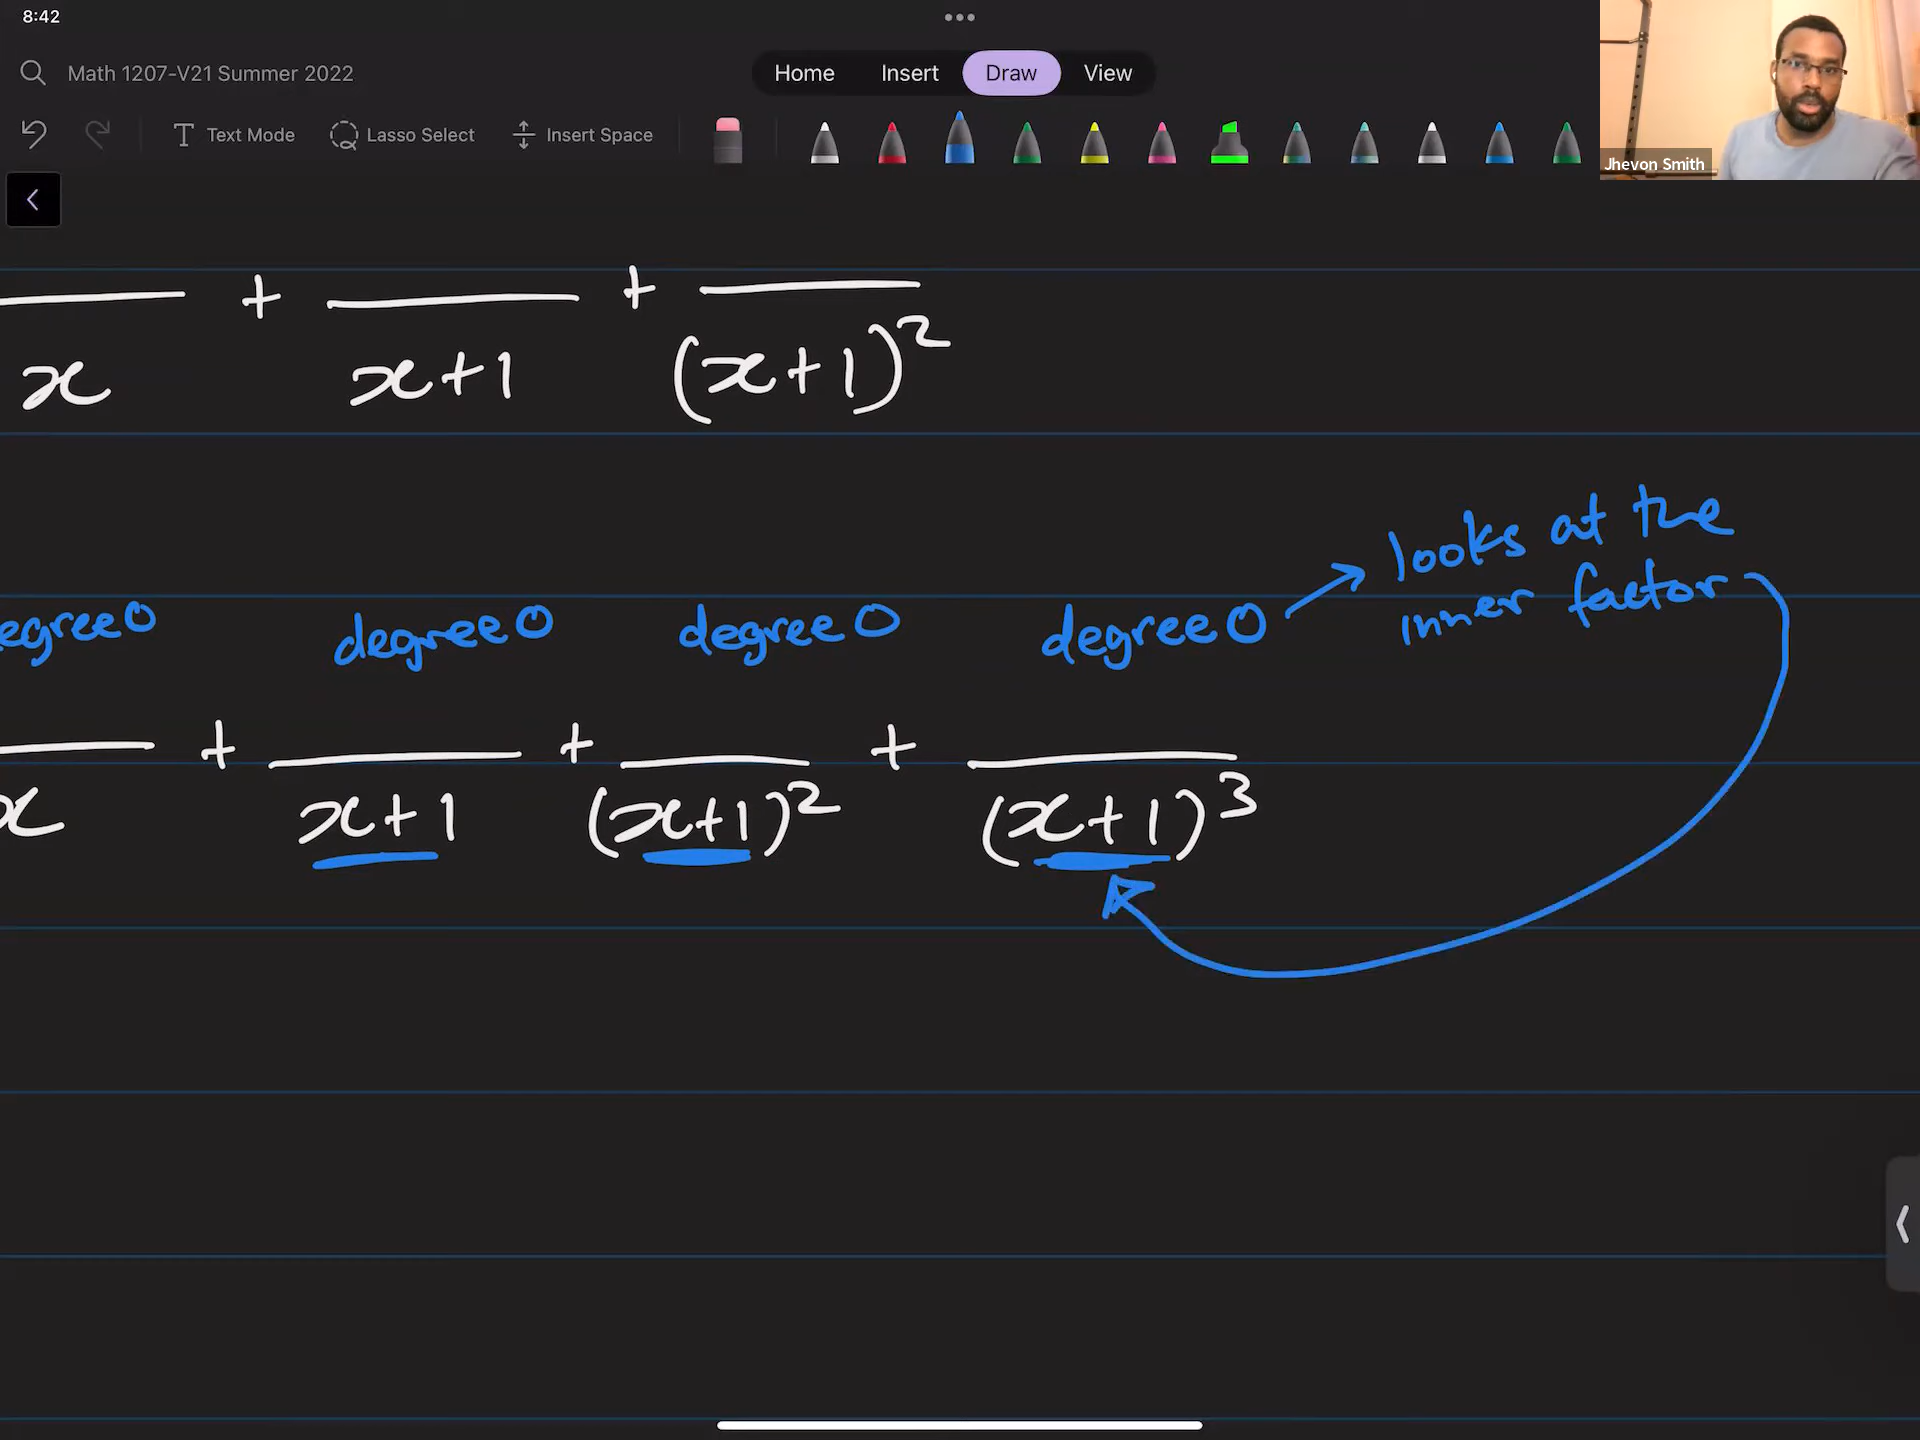 8:42
Math 1207-V21 Summer 2022
Home Insert Draw View
Text Mode Lasso Select Insert Space
Jhevon Smith
+ +
x x+1 (x+1)²
looks at the
inner factor
egree 0 degree 0 degree 0 degree 0
+ + +
x x+1 (x+1)² (x+1)³